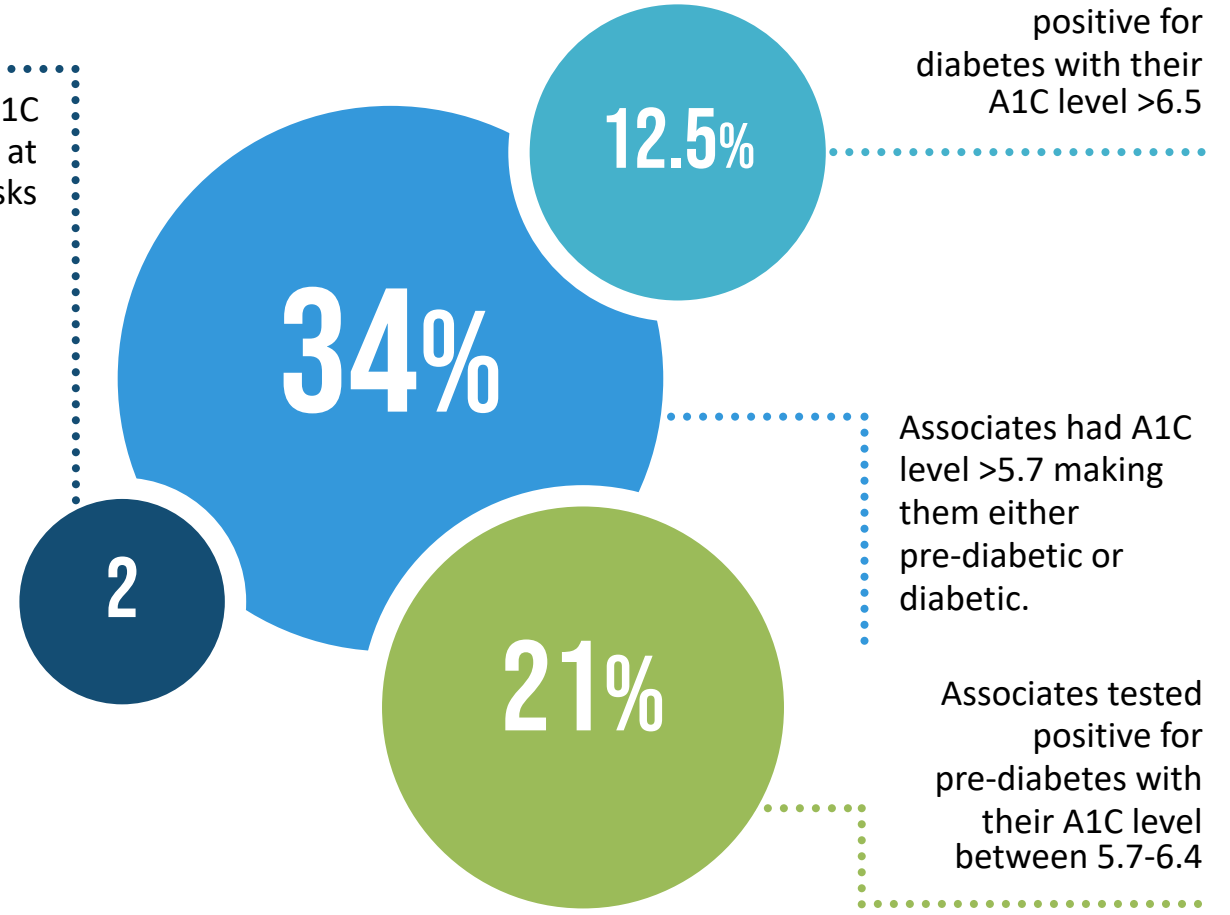 positive for
diabetes with their
A1C level >6.5
12.5%
1C
at
sks
34%
Associates had A1C
level >5.7 making
them either
pre-diabetic or
diabetic.
2
21%
Associates tested
positive for
pre-diabetes with
their A1C level
between 5.7-6.4